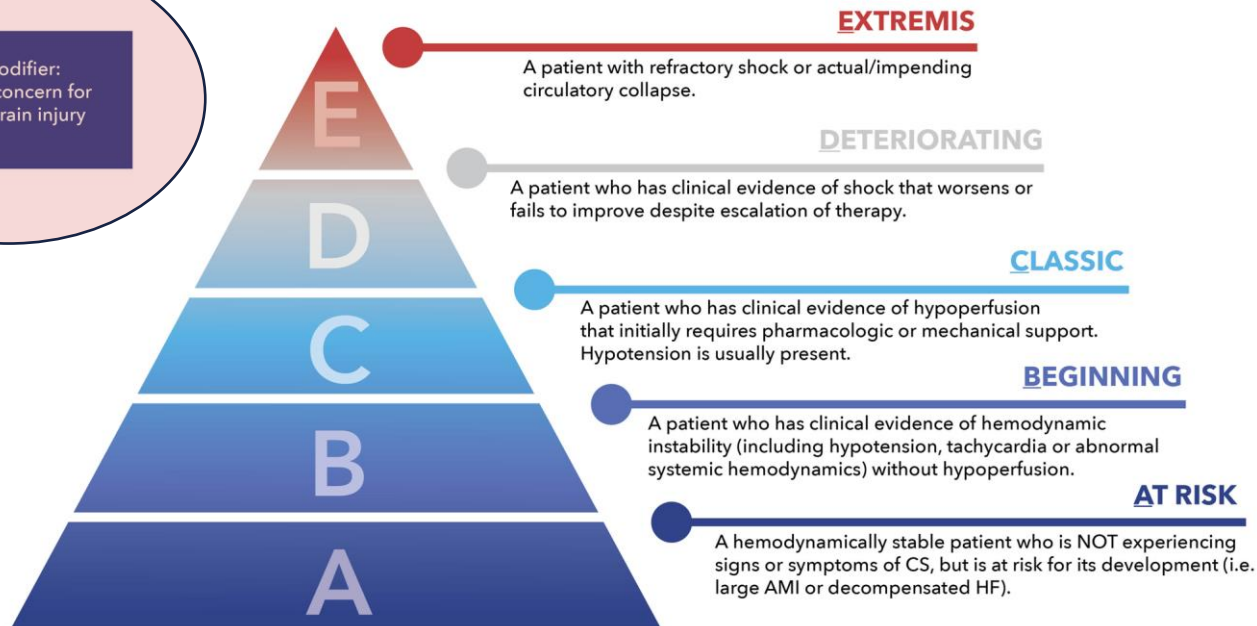 odifier:
concern for
rain injury
E
EXTREMIS
A patient with refractory shock or actual/impending
circulatory collapse.
D
DETERIORATING
A patient who has clinical evidence of shock that worsens or
fails to improve despite escalation of therapy.
C
CLASSIC
A patient who has clinical evidence of hypoperfusion
that initially requires pharmacologic or mechanical support.
Hypotension is usually present.
B
BEGINNING
A patient who has clinical evidence of hemodynamic
instability (including hypotension, tachycardia or abnormal
systemic hemodynamics) without hypoperfusion.
A
AT RISK
A hemodynamically stable patient who is NOT experiencing
signs or symptoms of CS, but is at risk for its development (i.e.
large AMI or decompensated HF).